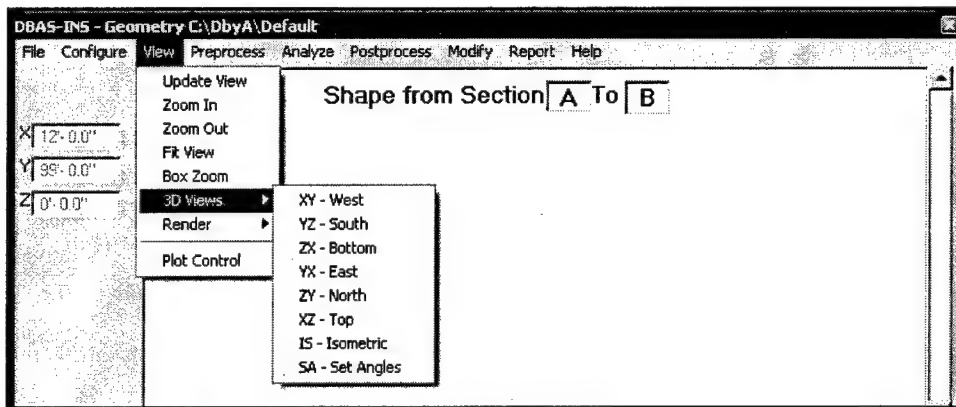 DBAS-INS - Geometry C:\DbyA\Default
File Configure View Preprocess Analyze Postprocess Modify Report Help
Shape from Section A To B
X 12'- 0.0"
Y 99'- 0.0"
Z 0'- 0.0"
Update View
Zoom In
Zoom Out
Fit View
Box Zoom
3D Views
Render
Plot Control
XY - West
YZ - South
ZX - Bottom
YX - East
ZY - North
XZ - Top
IS - Isometric
SA - Set Angles